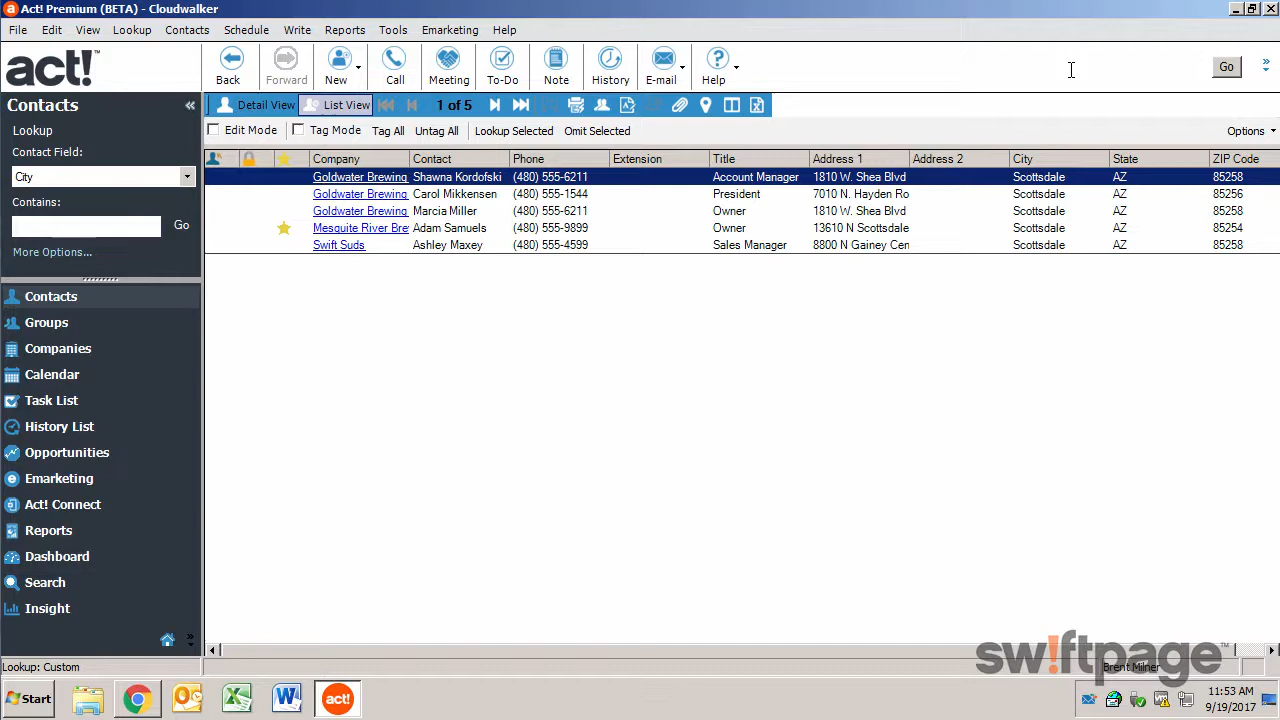 Act! Premium (BETA) - Cloudwalker
File Edit View Lookup Contacts Schedule Write Reports Tools Emarketing Help
act!™
Back Forward New Call Meeting To-Do Note History E-mail Help Go
Contacts
Detail View List View 1 of 5
Lookup
Edit Mode Tag Mode Tag All Untag All Lookup Selected Omit Selected Options
Contact Field:
City
Contains:
Go
More Options...
Company Contact Phone Extension Title Address 1 Address 2 City State ZIP Code
Goldwater Brewing Shawna Kordofski (480) 555-6211 Account Manager 1810 W. Shea Blvd Scottsdale AZ 85258
Goldwater Brewing Carol Mikkensen (480) 555-1544 President 7010 N. Hayden Ro Scottsdale AZ 85256
Goldwater Brewing Marcia Miller (480) 555-6211 Owner 1810 W. Shea Blvd Scottsdale AZ 85258
Mesquite River Bre Adam Samuels (480) 555-9899 Owner 13610 N Scottsdale Scottsdale AZ 85254
Swift Suds Ashley Maxey (480) 555-4599 Sales Manager 8800 N Gainey Cen Scottsdale AZ 85258
Contacts
Groups
Companies
Calendar
Task List
History List
Opportunities
Emarketing
Act! Connect
Reports
Dashboard
Search
Insight
Lookup: Custom
Brent Milner
sw!ftpage
Start
act!
11:53 AM
9/19/2017